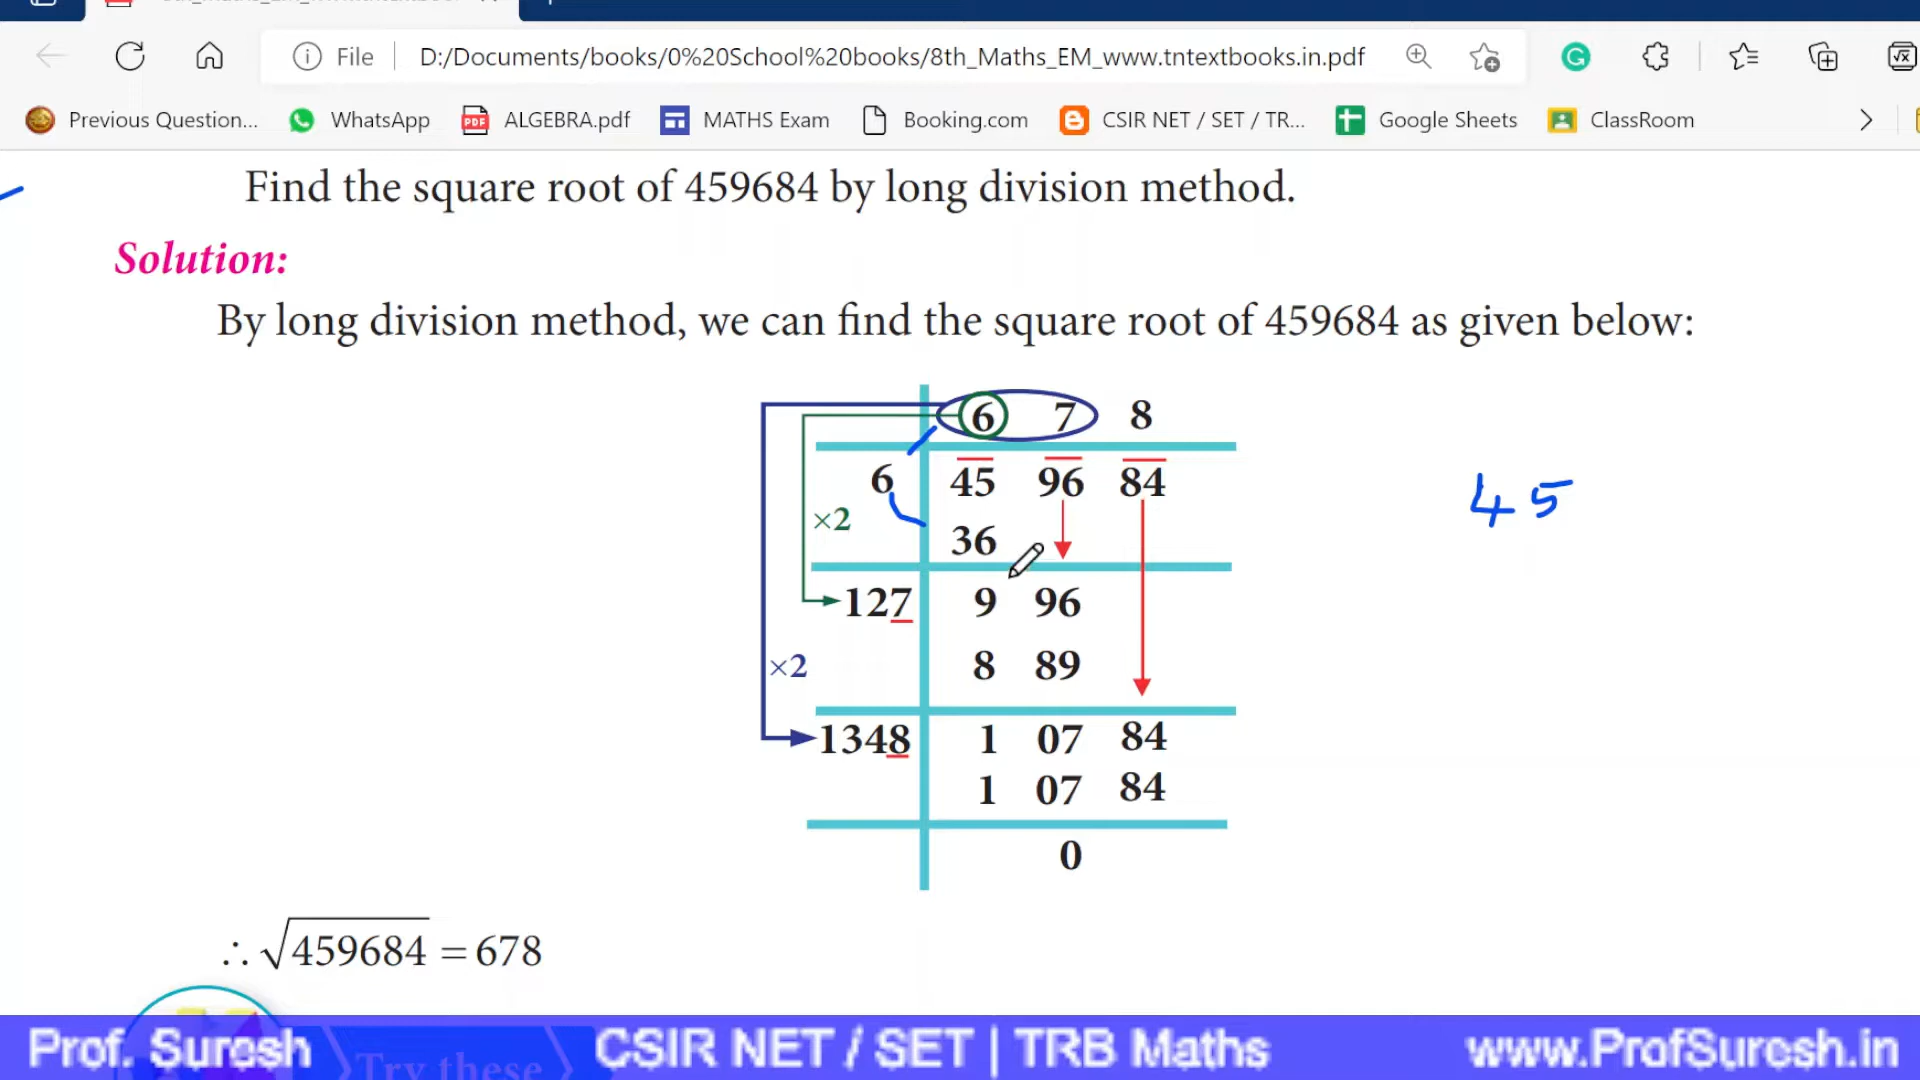 File D:/Documents/books/0%20School%20books/8th_Maths_EM_www.tntextbooks.in.pdf
Previous Question... WhatsApp ALGEBRA.pdf MATHS Exam Booking.com CSIR NET / SET / TR... Google Sheets ClassRoom
Find the square root of 459684 by long division method.
Solution:
By long division method, we can find the square root of 459684 as given below:
6 7 8
6 45 96 84
×2
36
127 9 96
×2 8 89
1348 1 07 84
1 07 84
0
45
∴ √459684 = 678
Try these
Prof. Suresh CSIR NET / SET | TRB Maths www.ProfSuresh.in